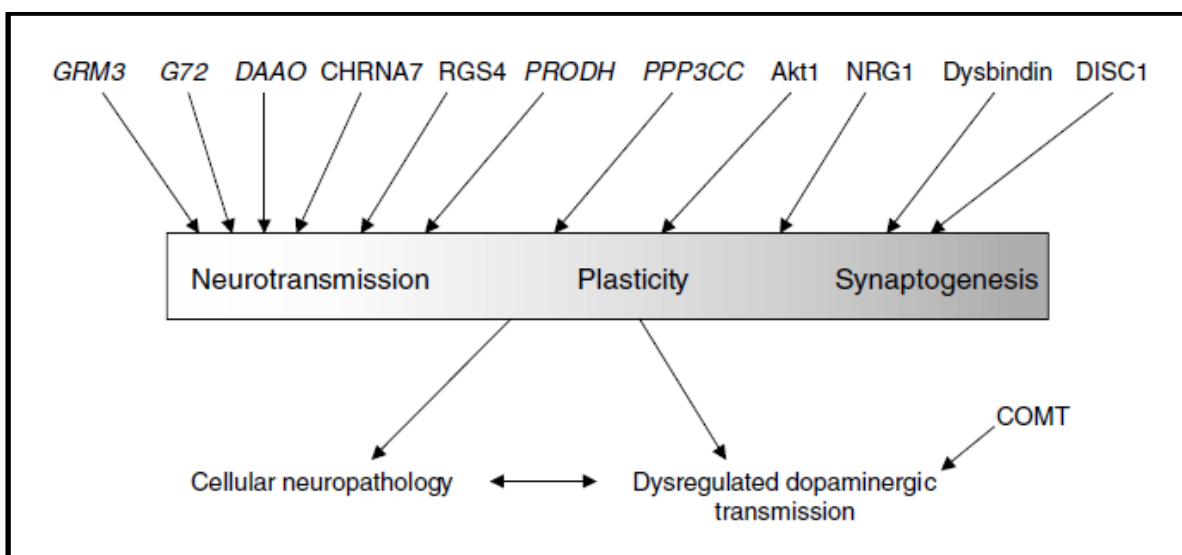 GRM3 G72 DAAO CHRNA7 RGS4 PRODH PPP3CC Akt1 NRG1 Dysbindin DISC1
Neurotransmission Plasticity Synaptogenesis
COMT
Cellular neuropathology Dysregulated dopaminergic
transmission